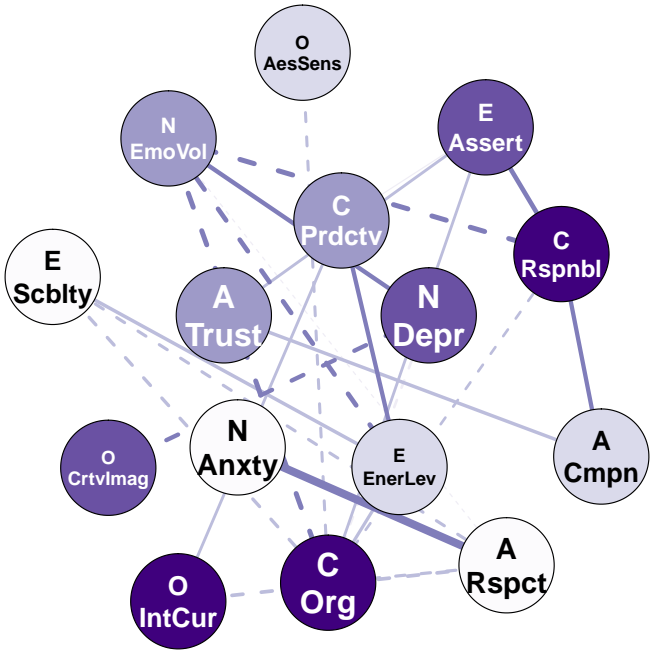 O
AesSens
E
Assert
N
EmoVol
C
Prdctv
C
Rspnbl
E
Scblty
A
Trust
N
Depr
N
Anxty
E
EnerLev
A
Cmpn
O
CrtvImag
A
Rspct
O
IntCur
C
Org